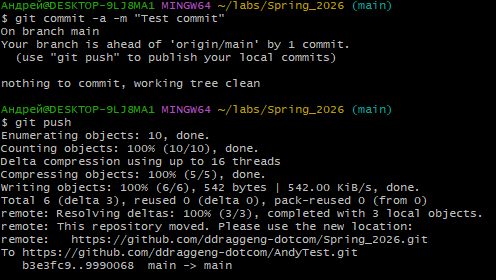 Андрей@DESKTOP-9LJ8MA1 MINGW64 ~/labs/Spring_2026 (main)
$ git commit -a -m "Test commit"
On branch main
Your branch is ahead of 'origin/main' by 1 commit.
  (use "git push" to publish your local commits)

nothing to commit, working tree clean

Андрей@DESKTOP-9LJ8MA1 MINGW64 ~/labs/Spring_2026 (main)
$ git push
Enumerating objects: 10, done.
Counting objects: 100% (10/10), done.
Delta compression using up to 16 threads
Compressing objects: 100% (5/5), done.
Writing objects: 100% (6/6), 542 bytes | 542.00 KiB/s, done.
Total 6 (delta 3), reused 0 (delta 0), pack-reused 0 (from 0)
remote: Resolving deltas: 100% (3/3), completed with 3 local objects.
remote: This repository moved. Please use the new location:
remote:   https://github.com/ddraggeng-dotcom/Spring_2026.git
To https://github.com/ddraggeng-dotcom/AndyTest.git
   b3e3fc9..9990068  main -> main